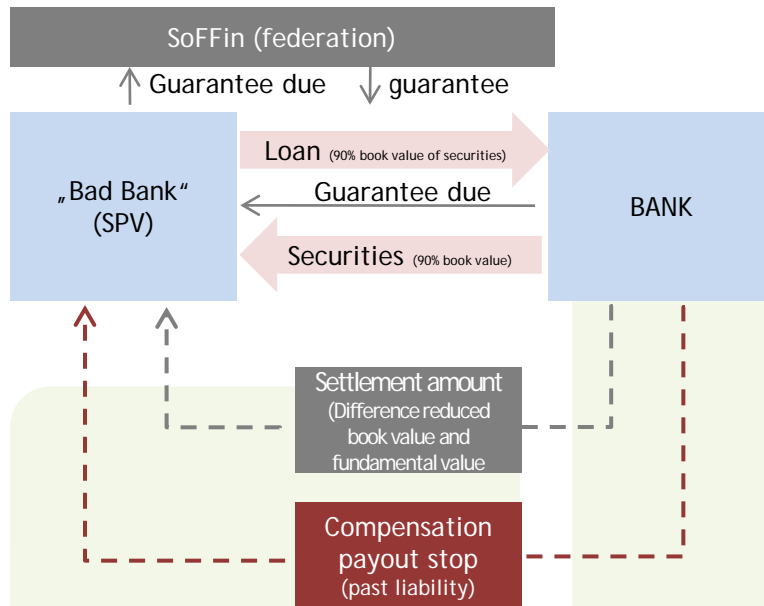 SoFFin (federation)
Guarantee due
guarantee
Loan (90% book value of securities)
„Bad Bank“
(SPV)
Guarantee due
BANK
Securities (90% book value)
Settlement amount
(Difference reduced
book value and
fundamental value
Compensation
payout stop
(past liability)